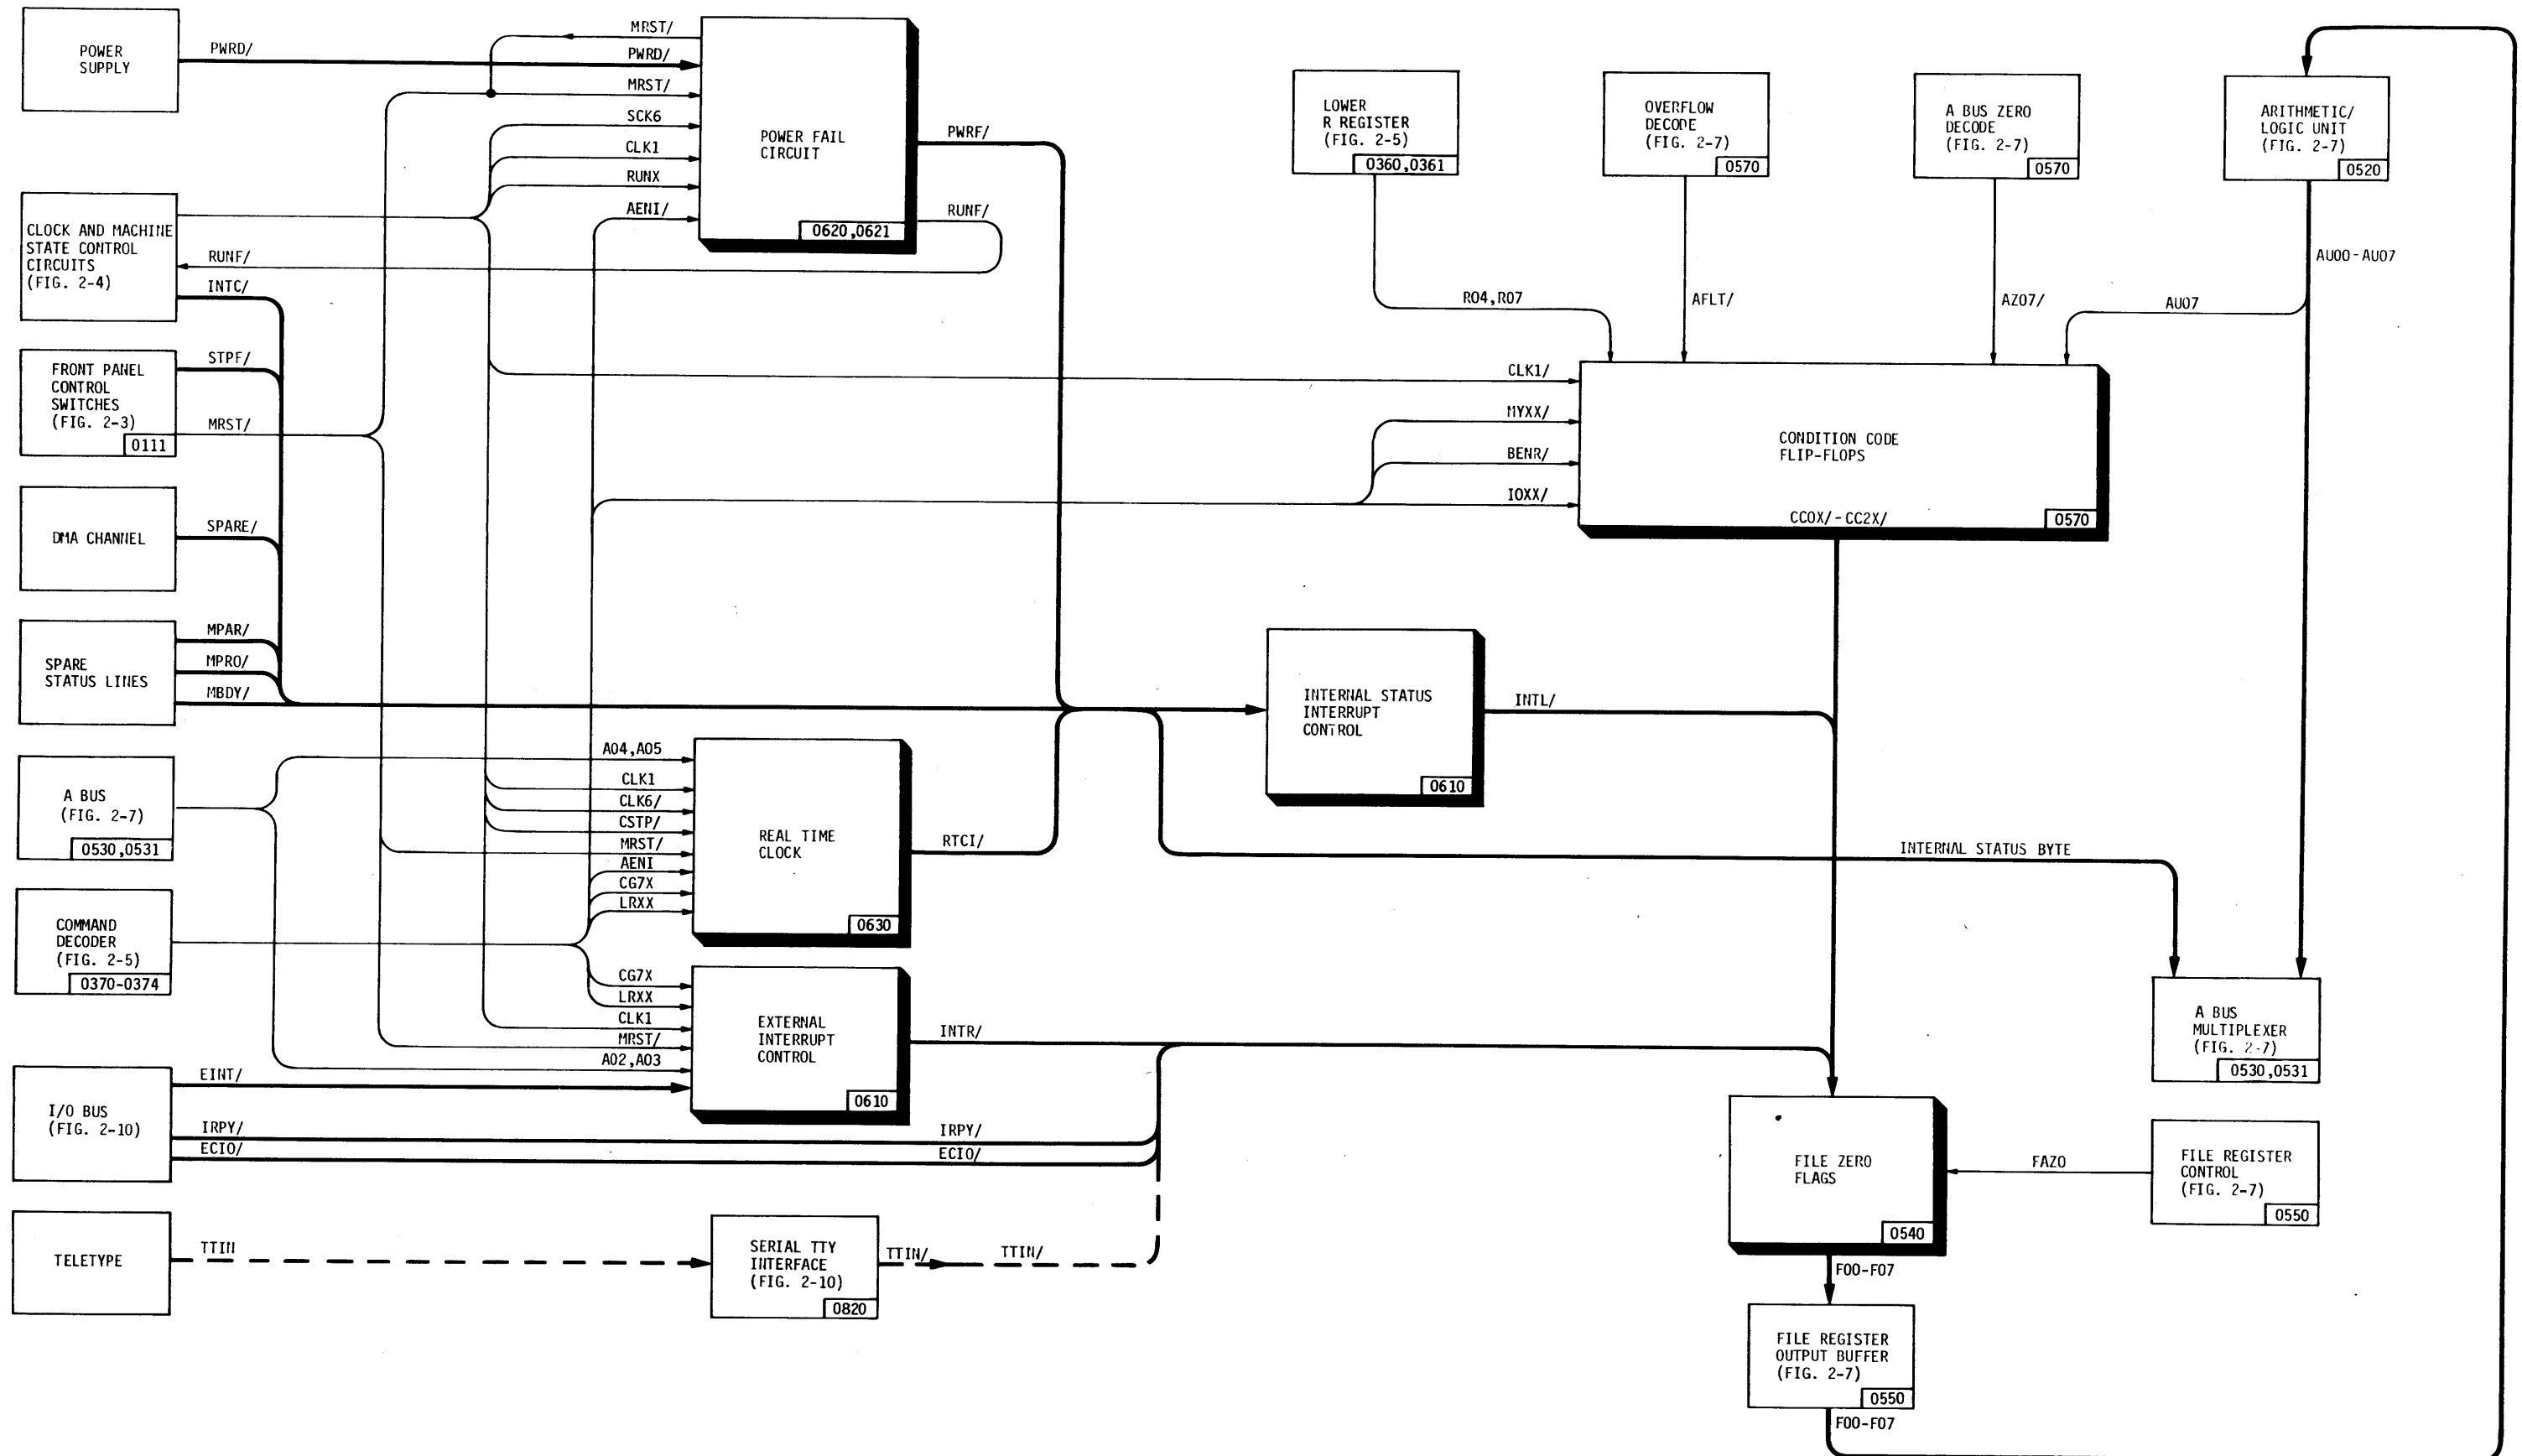 POWER
SUPPLY
PWRD/
MRST/
PWRD/
MRST/
SCK6
CLK1
RUNX
AENI/
POWER FAIL
CIRCUIT
0620,0621
PWRF/
RUNF/
LOWER
R REGISTER
(FIG. 2-5)
0360,0361
OVERFLOW
DECODE
(FIG. 2-7)
0570
A BUS ZERO
DECODE
(FIG. 2-7)
0570
ARITHMETIC/
LOGIC UNIT
(FIG. 2-7)
0520
CLOCK AND MACHINE
STATE CONTROL
CIRCUITS
(FIG. 2-4)
RUNF/
INTC/
R04,R07
AFLT/
AZ07/
AU07
AU00-AU07
FRONT PANEL
CONTROL
SWITCHES
(FIG. 2-3)
0111
STPF/
MRST/
CLK1/
MYXX/
BENR/
IOXX/
CONDITION CODE
FLIP-FLOPS
CC0X/-CC2X/
0570
DMA CHANNEL
SPARE/
SPARE
STATUS LINES
MPAR/
MPRO/
MBDY/
INTERNAL STATUS
INTERRUPT
CONTROL
0610
INTL/
A BUS
(FIG. 2-7)
0530,0531
A04,A05
CLK1
CLK6/
CSTP/
MRST/
AENI
CG7X
LRXX
REAL TIME
CLOCK
0630
RTCI/
INTERNAL STATUS BYTE
COMMAND
DECODER
(FIG. 2-5)
0370-0374
CG7X
LRXX
CLK1
MRST/
A02,A03
EXTERNAL
INTERRUPT
CONTROL
0610
INTR/
A BUS
MULTIPLEXER
(FIG. 2-7)
0530,0531
I/O BUS
(FIG. 2-10)
EINT/
IRPY/
ECIO/
IRPY/
ECIO/
FILE ZERO
FLAGS
0540
FAZO
FILE REGISTER
CONTROL
(FIG. 2-7)
0550
TELETYPE
TTIN
SERIAL TTY
INTERFACE
(FIG. 2-10)
0820
TTIN/
TTIN/
F00-F07
FILE REGISTER
OUTPUT BUFFER
(FIG. 2-7)
0550
F00-F07